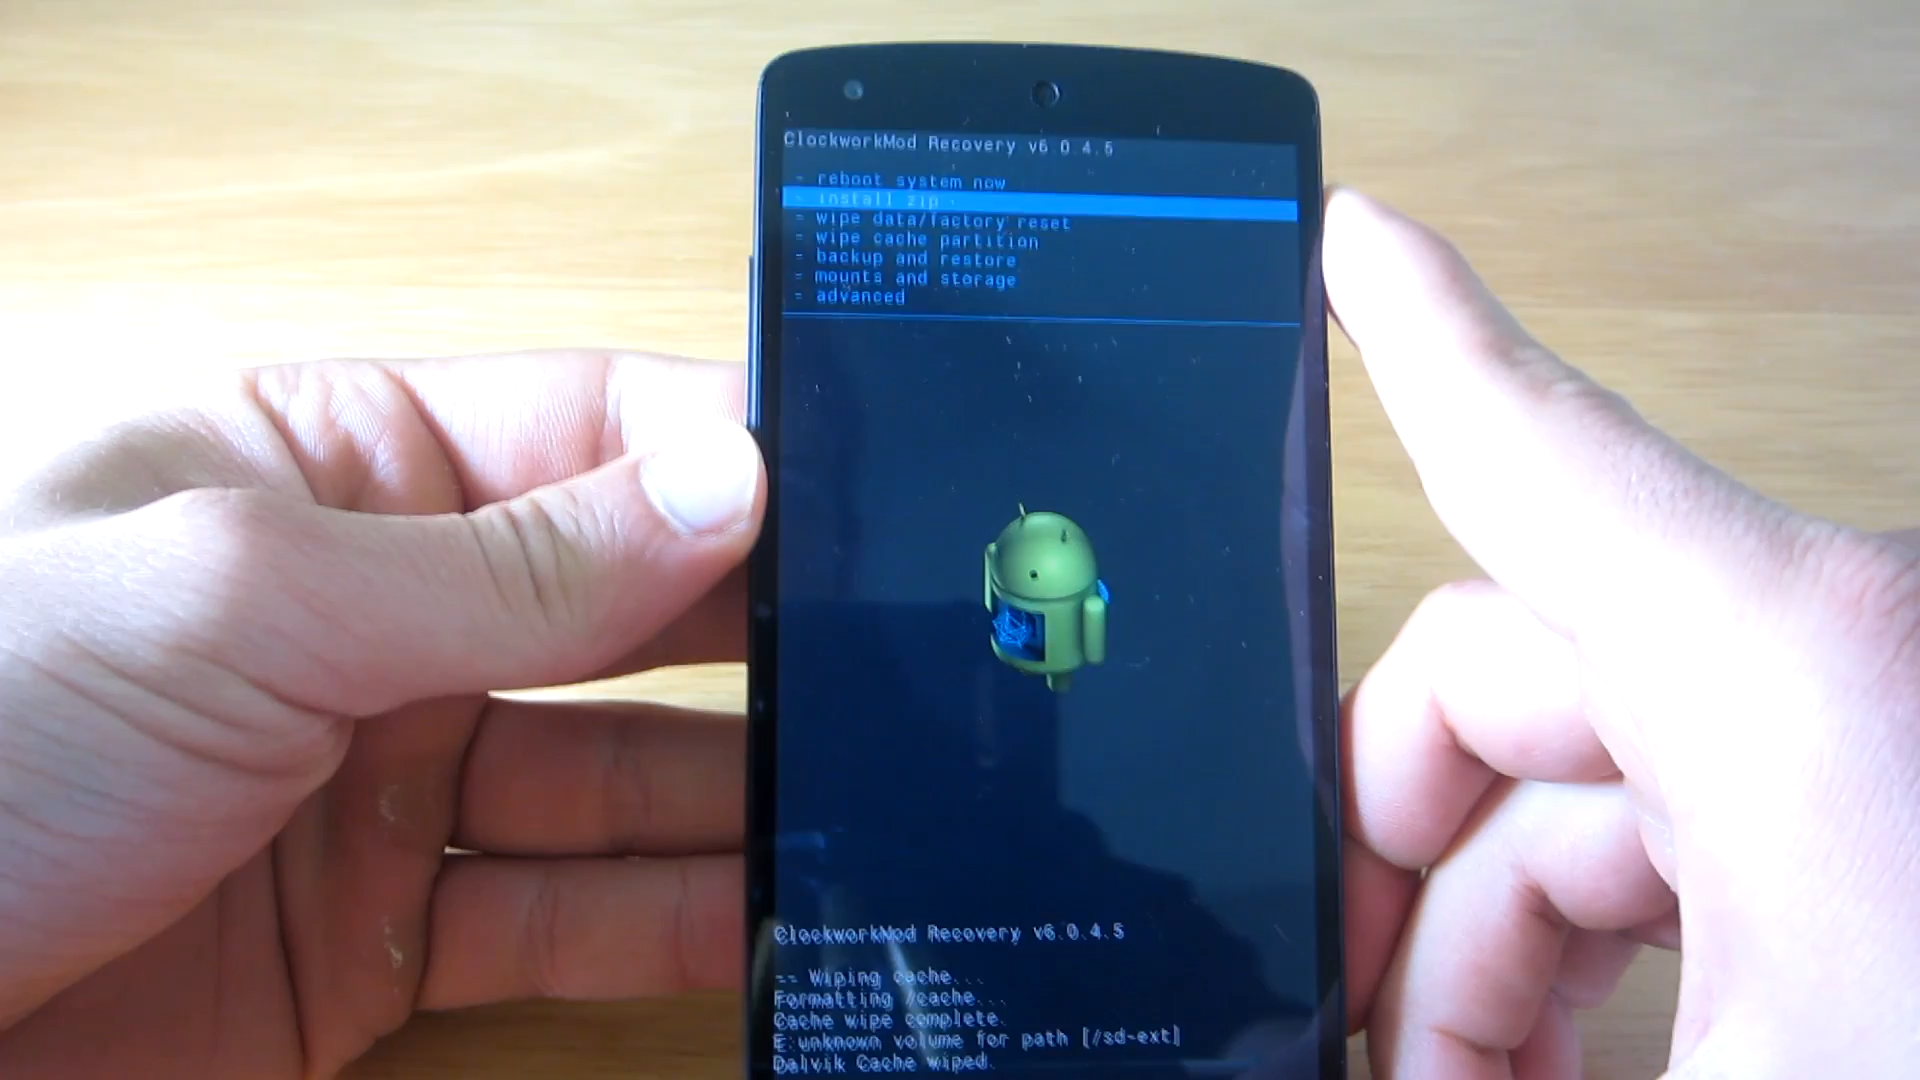 ClockworkMod Recovery v6.0.4.5
- reboot system now
- install zip
- wipe data/factory reset
- wipe cache partition
- backup and restore
- mounts and storage
- advanced
ClockworkMod Recovery v6.0.4.5
-- Wiping cache...
Formatting /cache...
Cache wipe complete.
E:unknown volume for path [/sd-ext]
Dalvik Cache wiped.